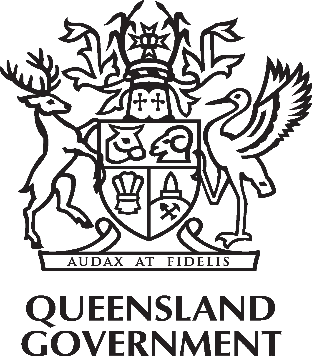 AUDAX AT FIDELIS
QUEENSLAND
GOVERNMENT